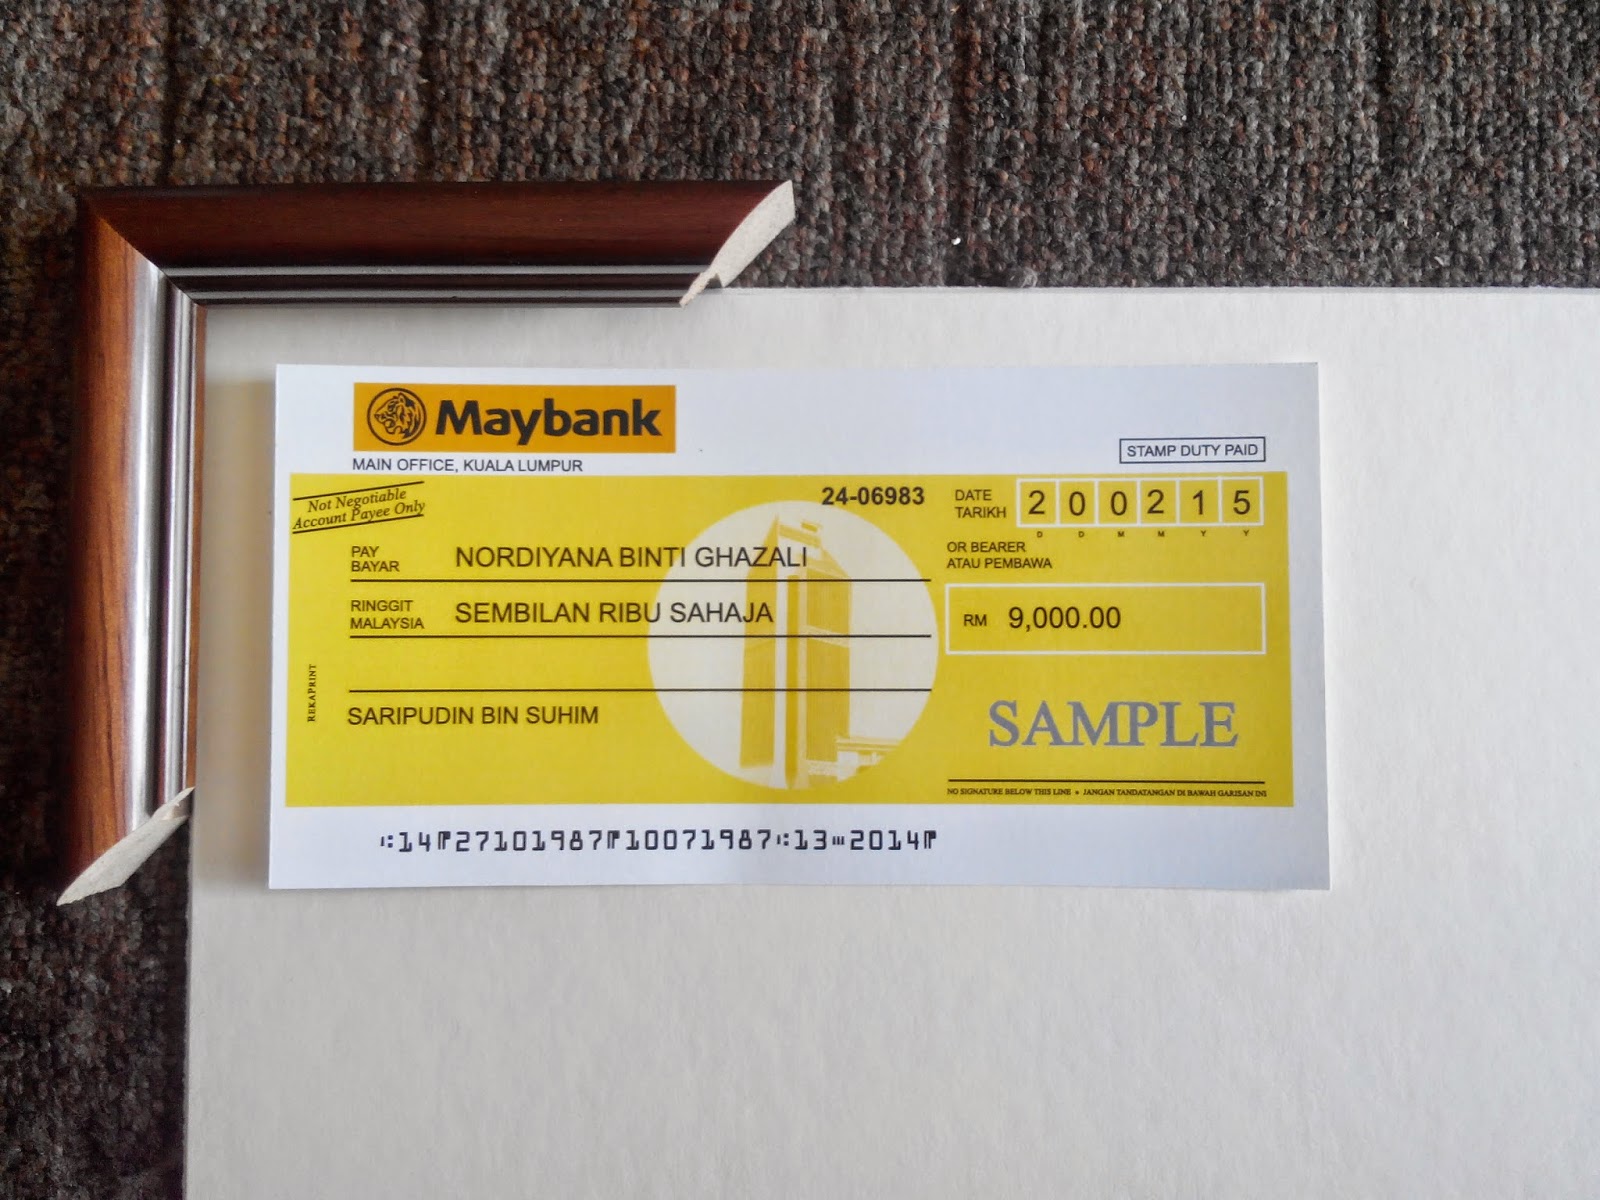 Maybank
MAIN OFFICE, KUALA LUMPUR
STAMP DUTY PAID
Not Negotiable
Account Payee Only
24-06983
DATE
TARIKH
2 0 0 2 1 5
D D M M Y Y
PAY
BAYAR
NORDIYANA BINTI GHAZALI
OR BEARER
ATAU PEMBAWA
RINGGIT
MALAYSIA
SEMBILAN RIBU SAHAJA
RM 9,000.00
REKAPRINT
SARIPUDIN BIN SUHIM
SAMPLE
NO SIGNATURE BELOW THIS LINE • JANGAN TANDATANGAN DI BAWAH GARISAN INI
⑆14⑈27101987⑈10071987⑆13⑉2014⑈